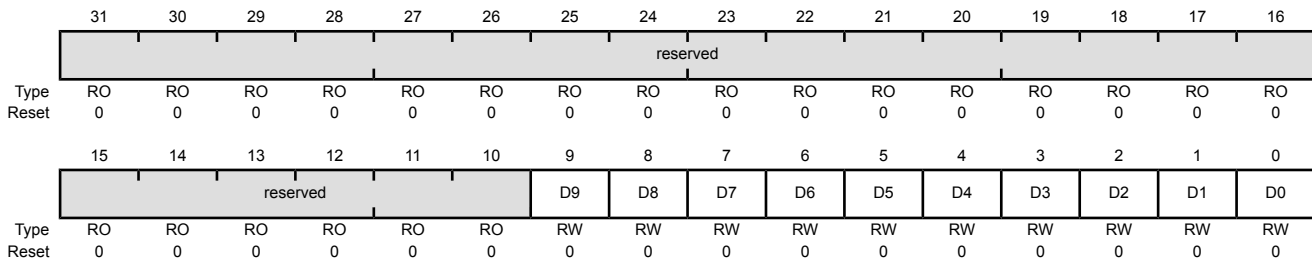 31 30 29 28 27 26 25 24 23 22 21 20 19 18 17 16
reserved
Type RO RO RO RO RO RO RO RO RO RO RO RO RO RO RO RO
Reset 0 0 0 0 0 0 0 0 0 0 0 0 0 0 0 0
15 14 13 12 11 10 9 8 7 6 5 4 3 2 1 0
reserved D9 D8 D7 D6 D5 D4 D3 D2 D1 D0
Type RO RO RO RO RO RO RW RW RW RW RW RW RW RW RW RW
Reset 0 0 0 0 0 0 0 0 0 0 0 0 0 0 0 0